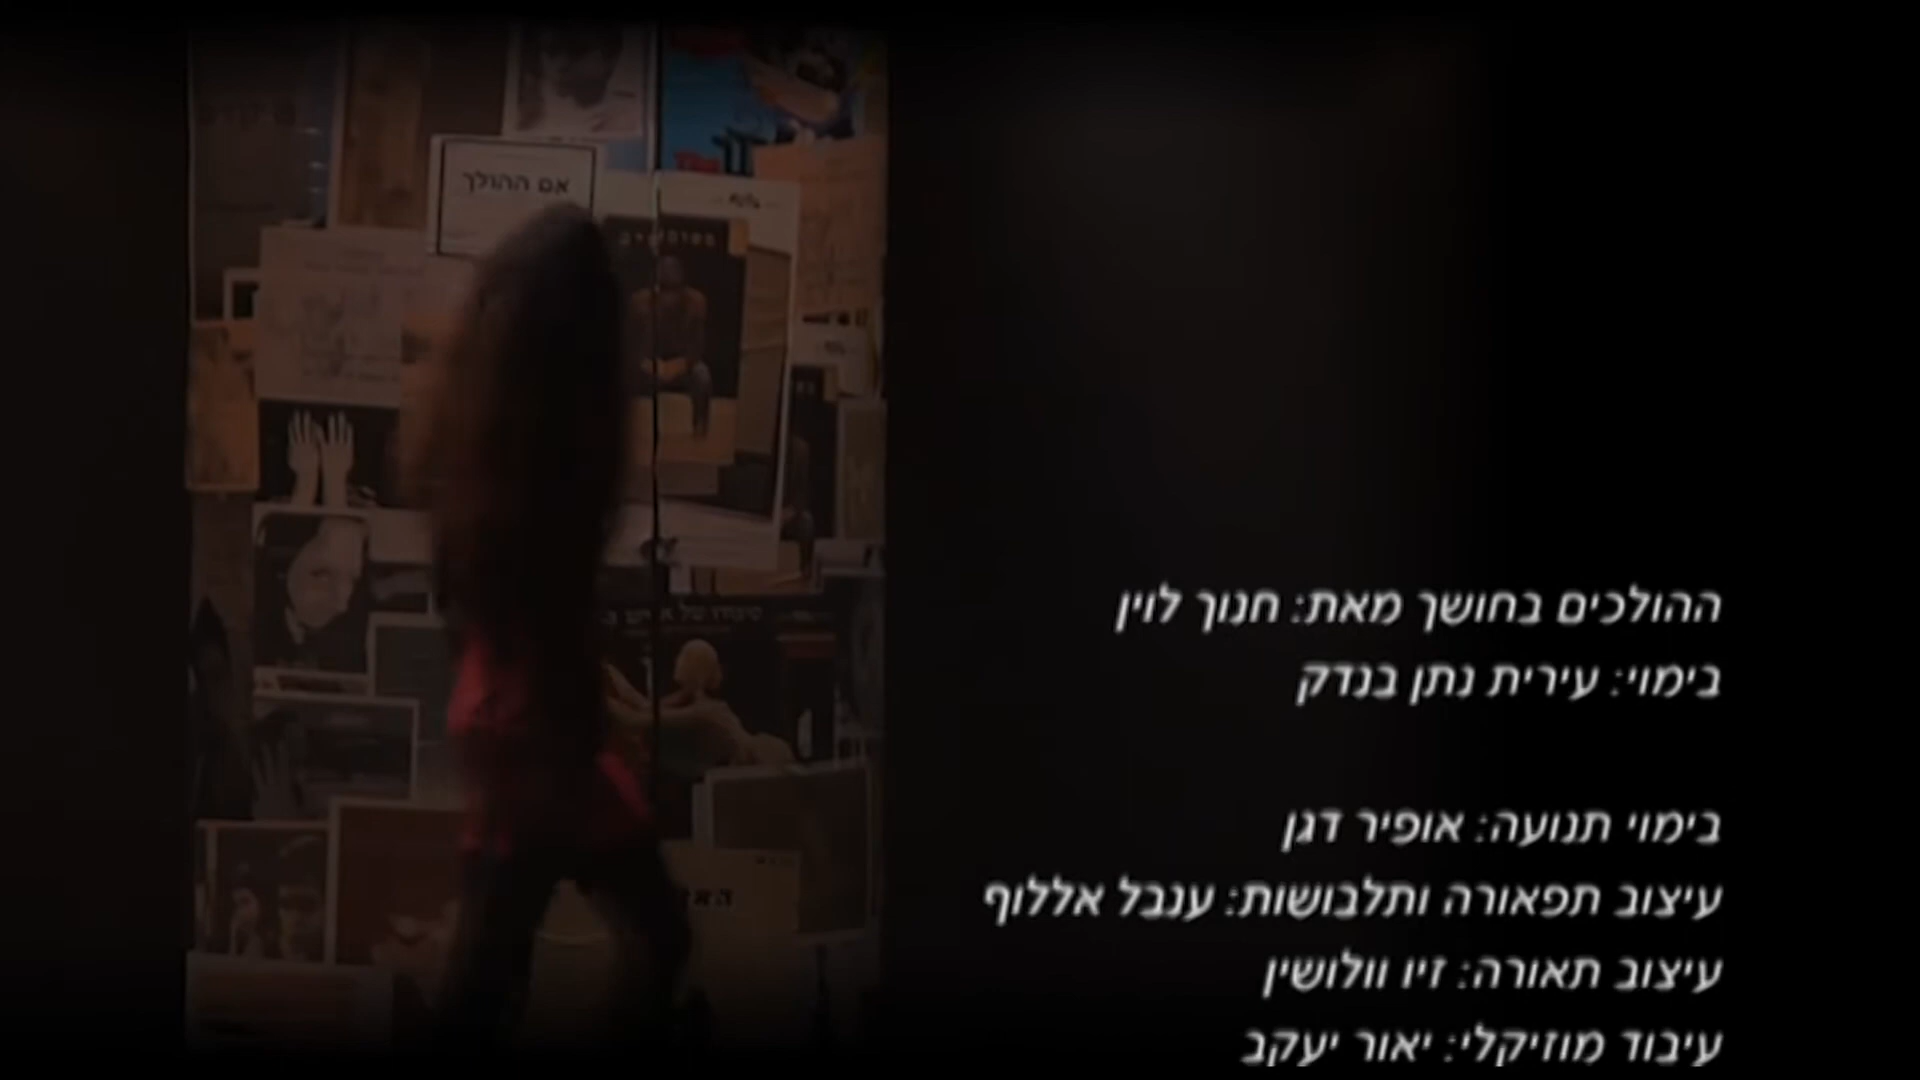 אם ההולך
The
ההולכים בחושך מאת: חנוך לוין
בימוי: עירית נתן בנדק
בימוי תנועה: אופיר דגן
עיצוב תפאורה ותלבושות: ענבל אללוף
עיצוב תאורה: זיו וולושין
עיבוד מוזיקלי: יאור יעקב